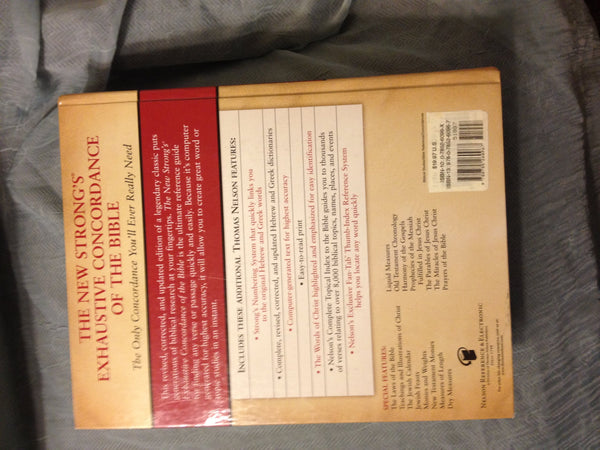 THE NEW STRONG'S
EXHAUSTIVE CONCORDANCE
OF THE BIBLE
The Only Concordance You'll Ever Really Need
This revised, corrected, and updated edition of a legendary classic puts
generations of biblical research at your fingertips. The New Strong's
Exhaustive Concordance of the Bible is the ultimate reference guide
for finding any verse or passage quickly and easily. Because it's computer
generated for highest accuracy, it will allow you to create great word or
topic studies in an instant.
INCLUDES THESE ADDITIONAL THOMAS NELSON FEATURES:
• Strong's Numbering System that quickly links you
to the original Hebrew and Greek words
• Complete, revised, corrected, and updated Hebrew and Greek dictionaries
• Computer-generated text for highest accuracy
• Easy-to-read print
• The Words of Christ highlighted and emphasized for easy identification
• Nelson's Complete Topical Index to the Bible guides you to thousands
of verses relating to over 8,000 biblical topics, names, places, and events
• Nelson's Exclusive Fan-Tab Thumb-Index Reference System
helps you locate any word quickly
SPECIAL FEATURES:
The Laws of the Bible
Teachings and Illustrations of Christ
The Jewish Calendar
Jewish Feasts
Monies and Weights
New Testament Monies
Measures of Length
Dry Measures
Liquid Measures
Old Testament Chronology
Harmony of the Gospels
Prophecies of the Messiah
Fulfilled in Jesus Christ
The Parables of Jesus Christ
The Miracles of Jesus Christ
Prayers of the Bible
NELSON REFERENCE & ELECTRONIC